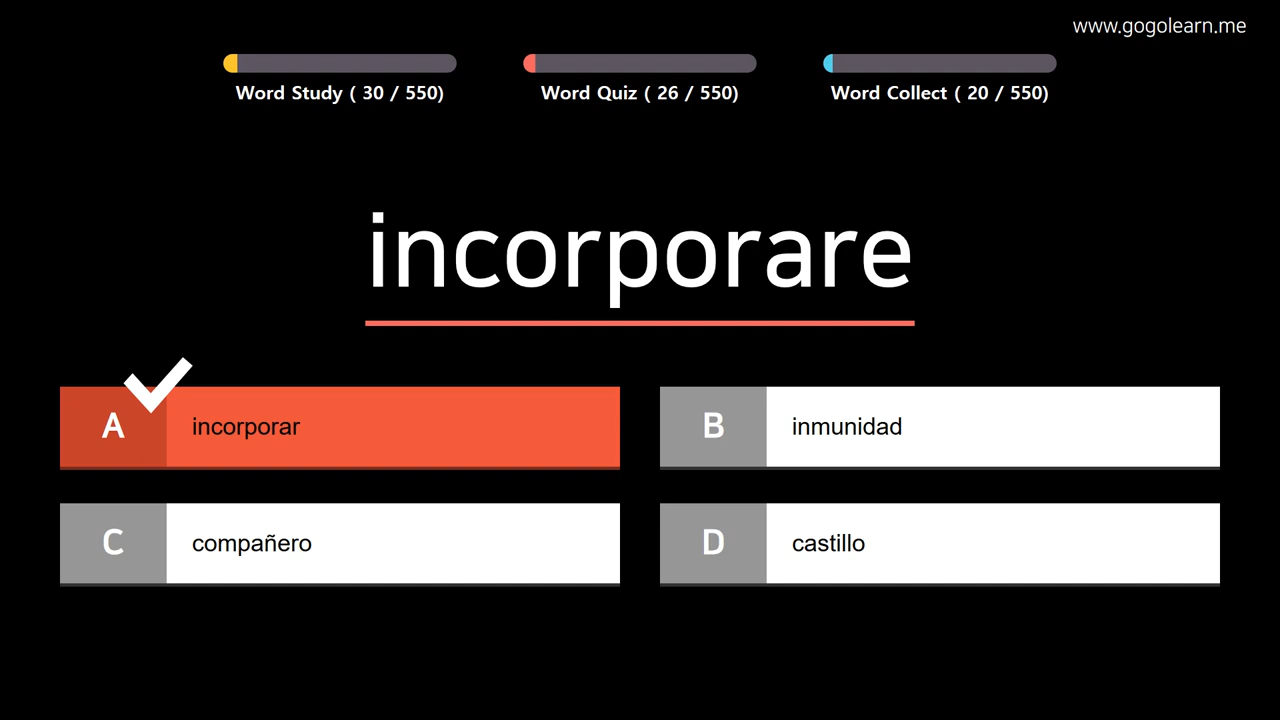 www.gogolearn.me
Word Study ( 30 / 550)
Word Quiz ( 26 / 550)
Word Collect ( 20 / 550)
incorporare
A incorporar
B inmunidad
C compañero
D castillo